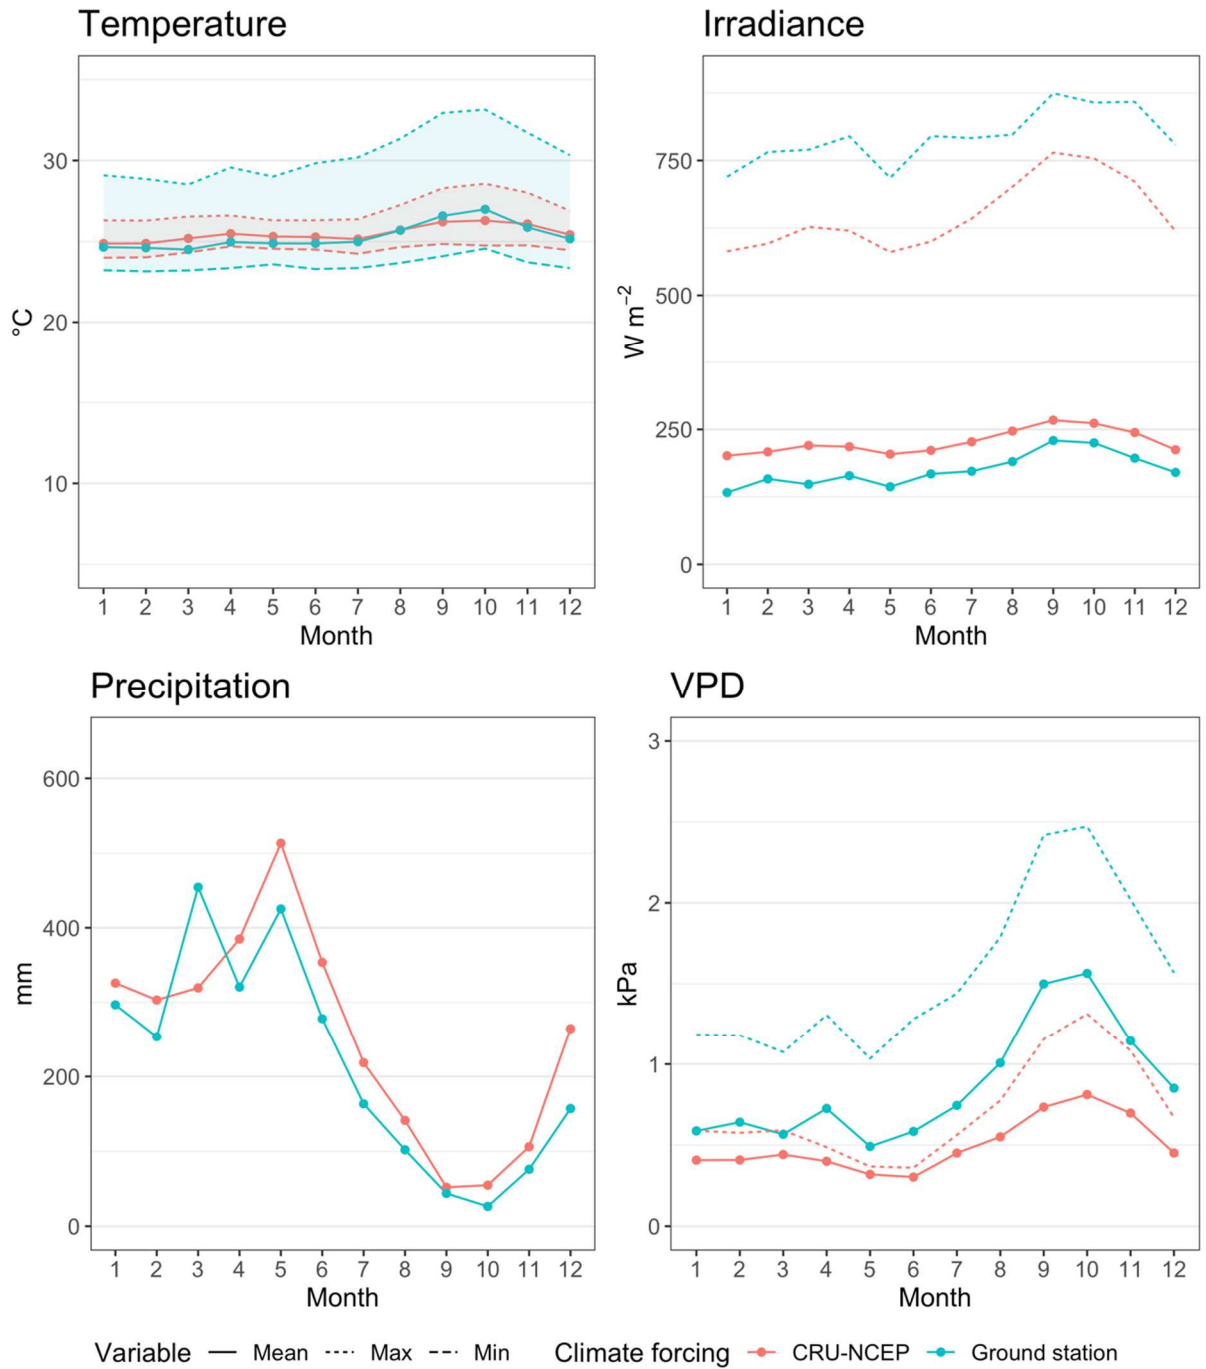 Temperature
Irradiance
30
20
10
°C
1 2 3 4 5 6 7 8 9 10 11 12
Month
750
500
250
0
W m⁻²
1 2 3 4 5 6 7 8 9 10 11 12
Month
Precipitation
VPD
600
400
200
0
mm
1 2 3 4 5 6 7 8 9 10 11 12
Month
3
2
1
0
kPa
1 2 3 4 5 6 7 8 9 10 11 12
Month
Variable Mean Max Min Climate forcing CRU-NCEP Ground station